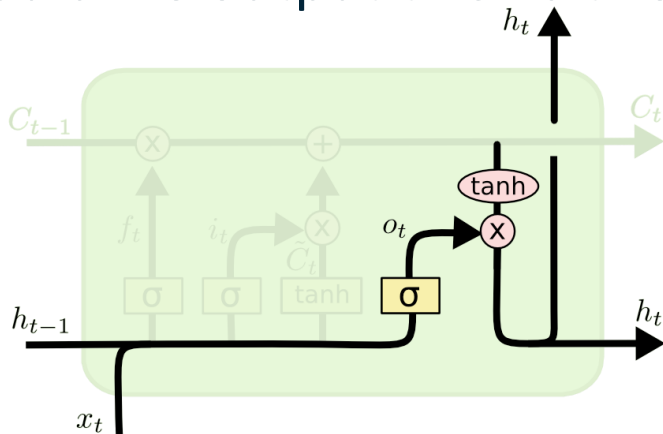 h_t
C_{t-1}
C_t
x
+
tanh
f_t
i_t
x
o_t
x
C̃_t
σ
σ
tanh
σ
h_{t-1}
h_t
x_t